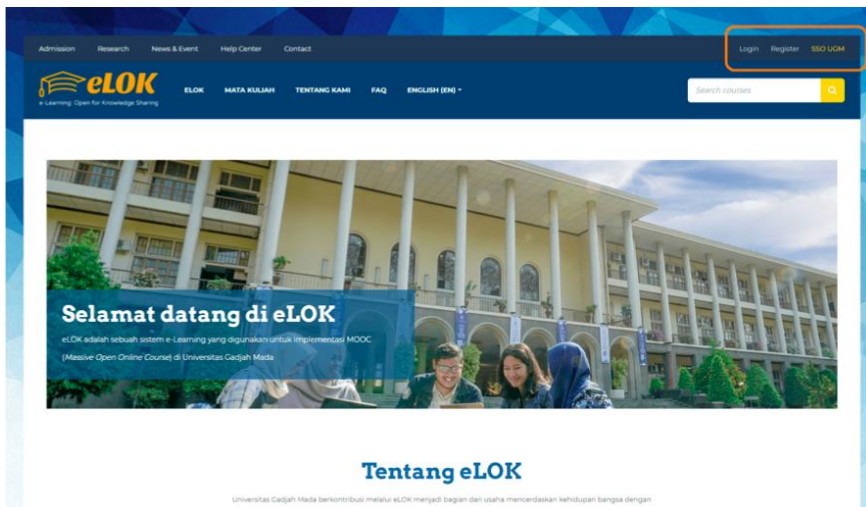 Admission Research News & Event Help Center Contact Login Register SSO UGM
eLOK
e-Learning: Open for Knowledge Sharing
ELOK MATA KULIAH TENTANG KAMI FAQ ENGLISH (EN) Search courses
Selamat datang di eLOK
eLOK adalah sebuah sistem e-Learning yang digunakan untuk implementasi MOOC
(Massive Open Online Course) di Universitas Gadjah Mada
Tentang eLOK
Universitas Gadjah Mada berkontribusi melalui eLOK menjadi bagian dan usaha mencerdaskan kehidupan bangsa dengan